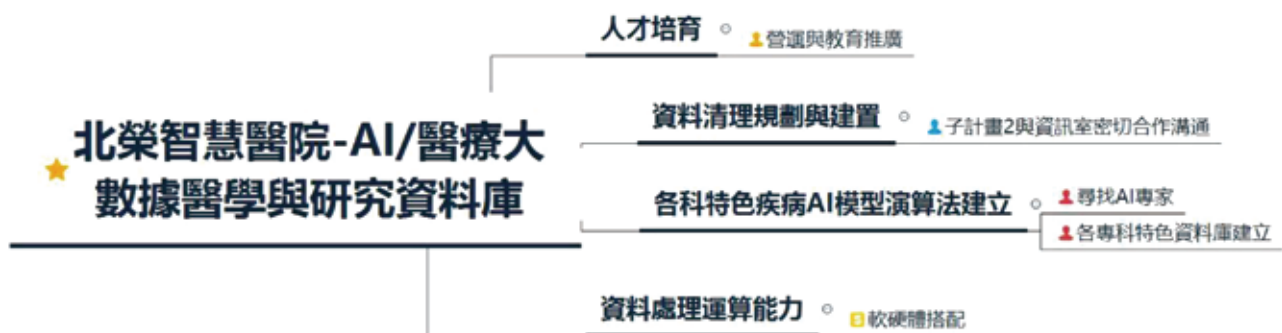 北榮智慧醫院-AI/醫療大
數據醫學與研究資料庫
人才培育
營運與教育推廣
資料清理規劃與建置
子計畫2與資訊室密切合作溝通
各科特色疾病AI模型演算法建立
尋找AI專家
各專科特色資料庫建立
資料處理運算能力
軟硬體搭配